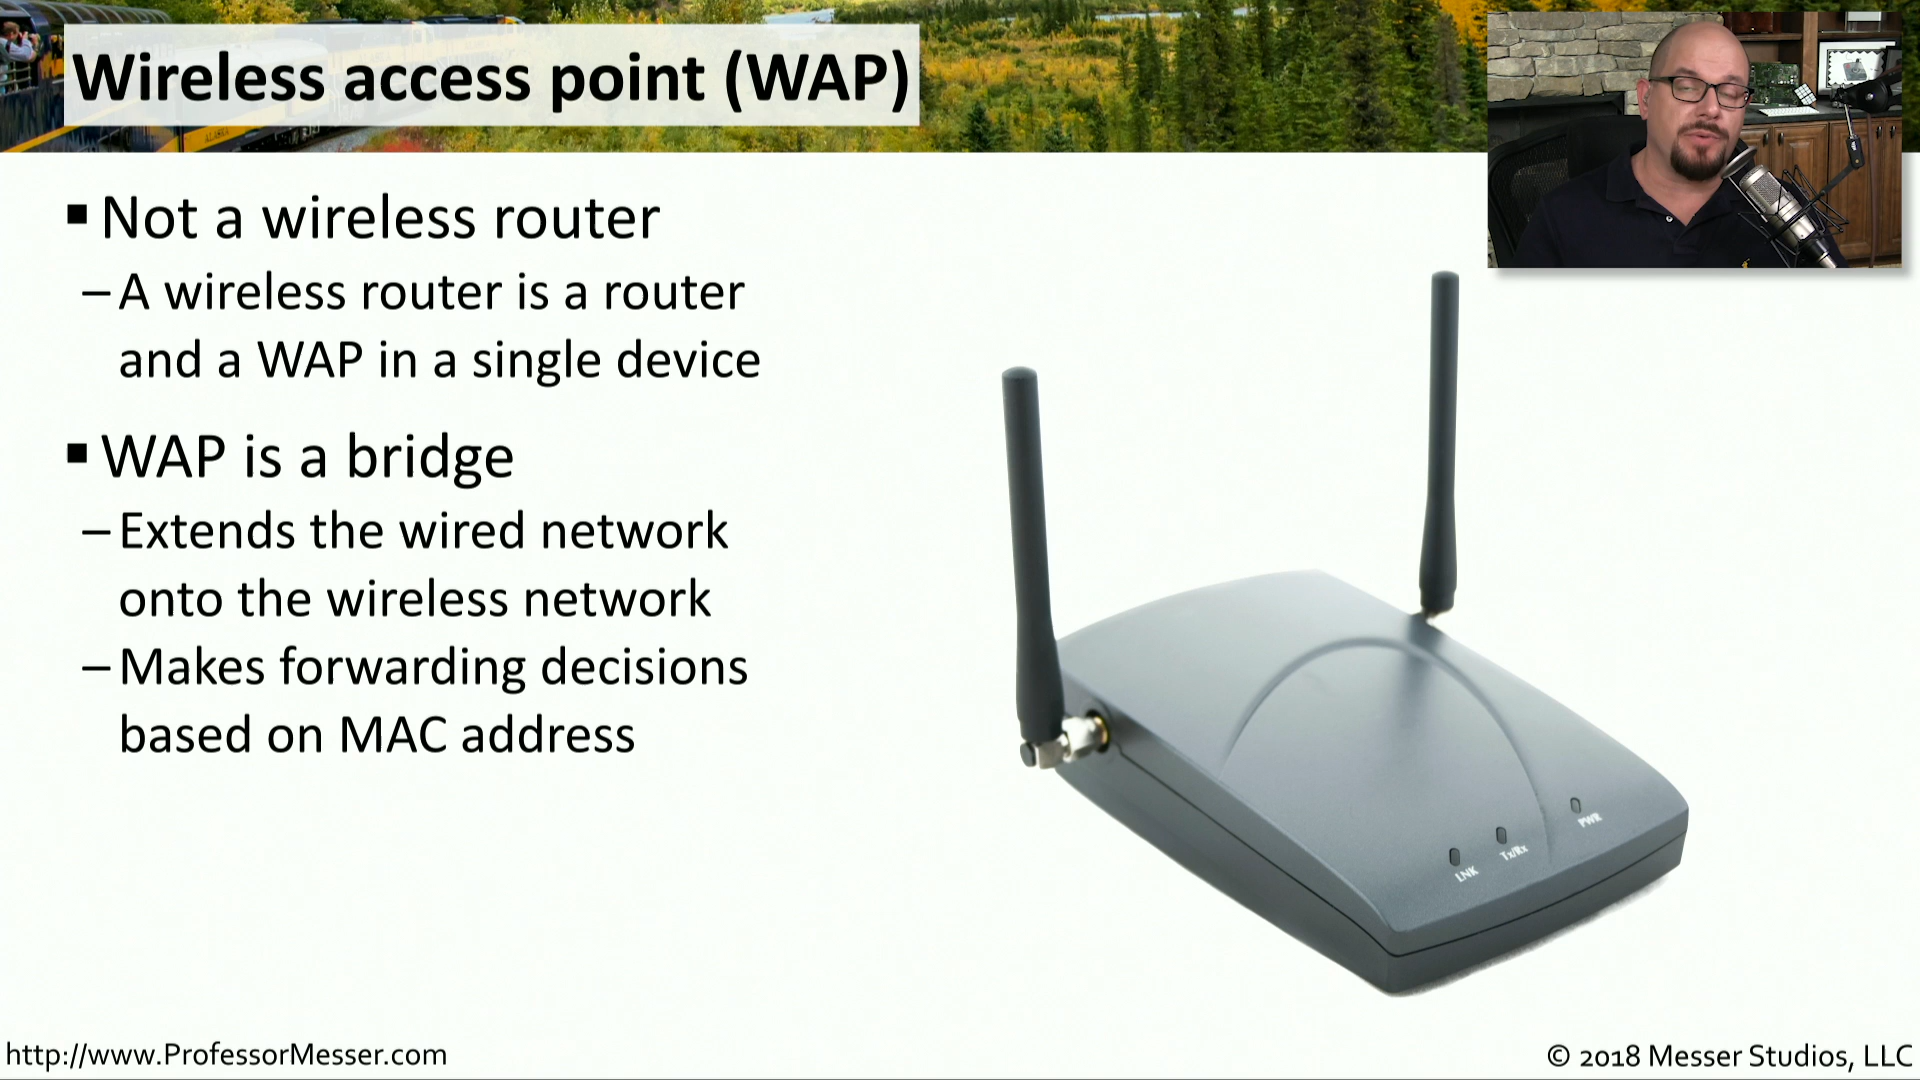 Wireless access point (WAP)
▪ Not a wireless router
– A wireless router is a router
and a WAP in a single device
▪ WAP is a bridge
– Extends the wired network
onto the wireless network
– Makes forwarding decisions
based on MAC address
LNK
Tx/Rx
PWR
ALASKA
http://www.ProfessorMesser.com
© 2018 Messer Studios, LLC